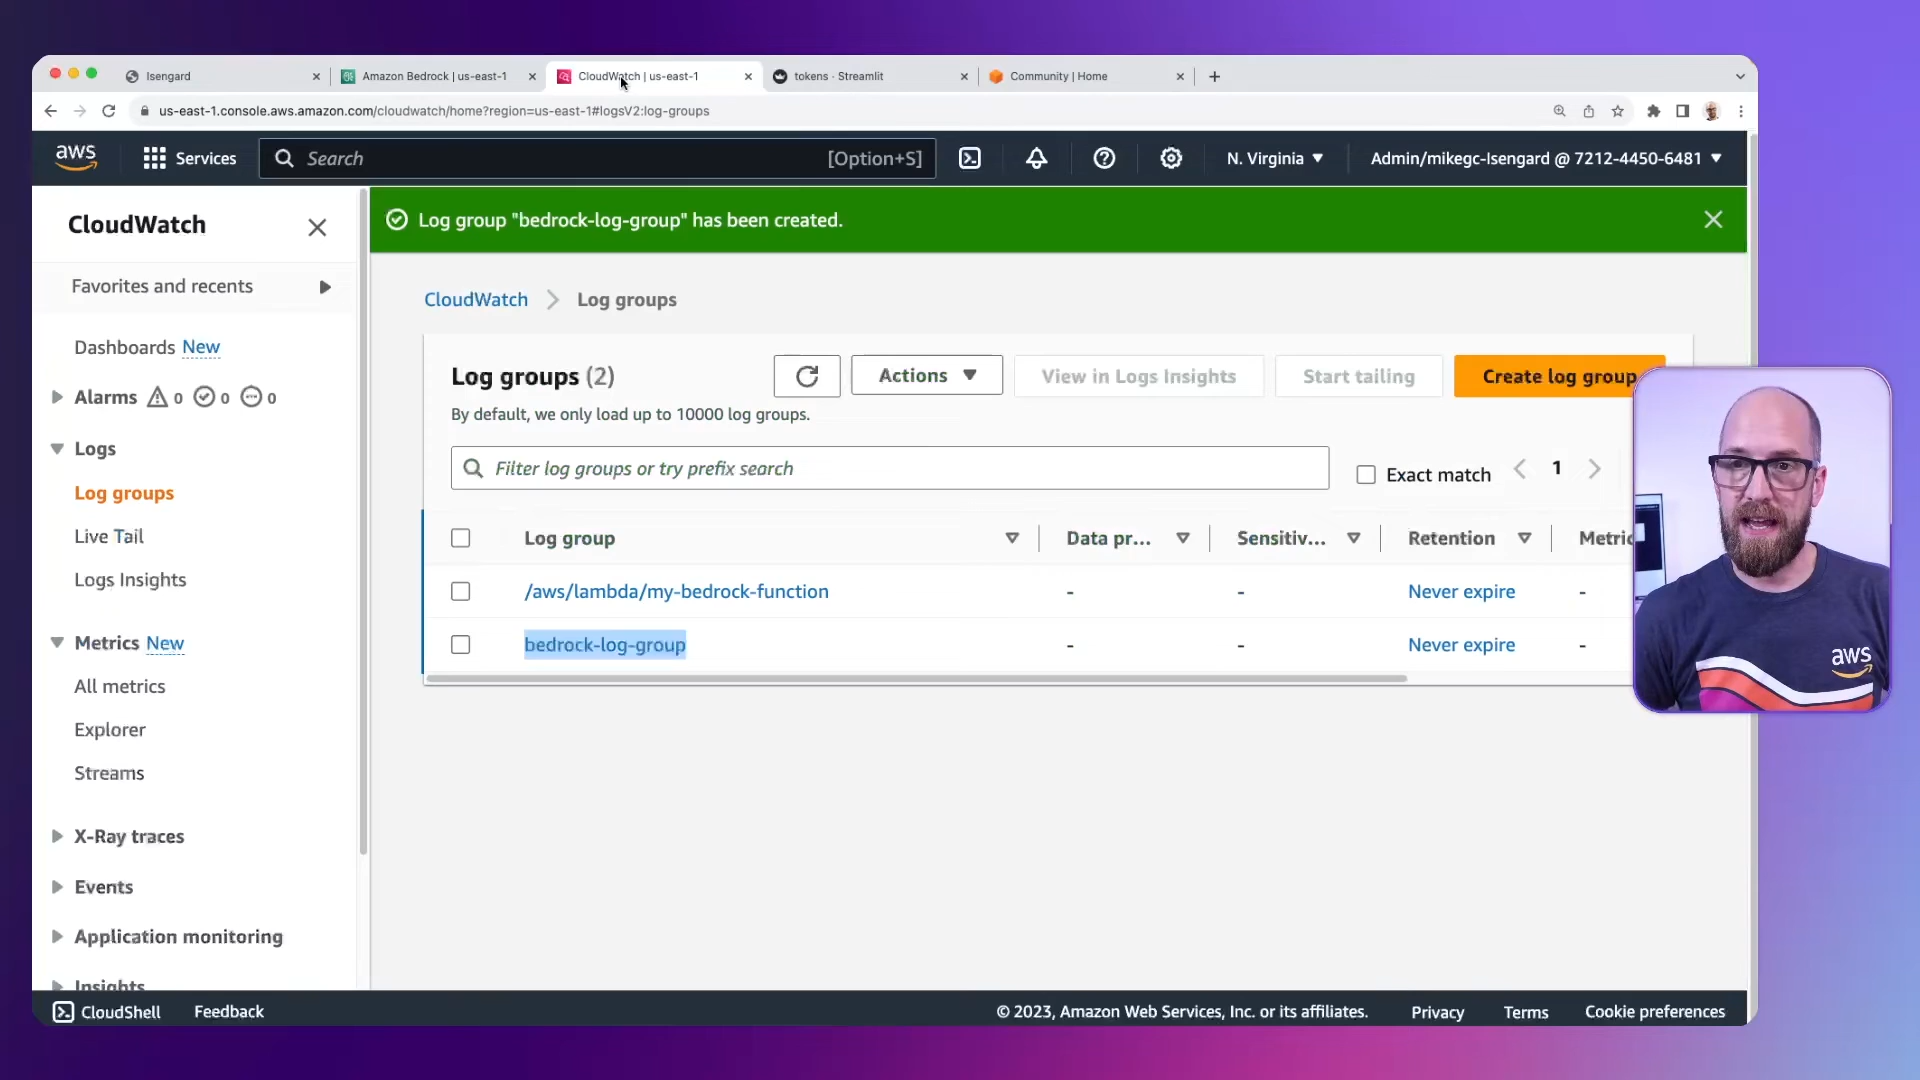 Isengard
Amazon Bedrock | us-east-1
CloudWatch | us-east-1
tokens · Streamlit
Community | Home
us-east-1.console.aws.amazon.com/cloudwatch/home?region=us-east-1#logsV2:log-groups
aws
Services
Search
[Option+S]
N. Virginia
Admin/mikegc-Isengard @ 7212-4450-6481
CloudWatch
Favorites and recents
Dashboards New
Alarms 0 0 0
Logs
Log groups
Live Tail
Logs Insights
Metrics New
All metrics
Explorer
Streams
X-Ray traces
Events
Application monitoring
Insights
Log group "bedrock-log-group" has been created.
CloudWatch
Log groups
Log groups (2)
Actions
View in Logs Insights
Start tailing
Create log group
By default, we only load up to 10000 log groups.
Filter log groups or try prefix search
Exact match
1
Log group
Data pr...
Sensitiv...
Retention
Metric
/aws/lambda/my-bedrock-function - - Never expire -
bedrock-log-group - - Never expire -
aws
CloudShell
Feedback
© 2023, Amazon Web Services, Inc. or its affiliates.
Privacy
Terms
Cookie preferences